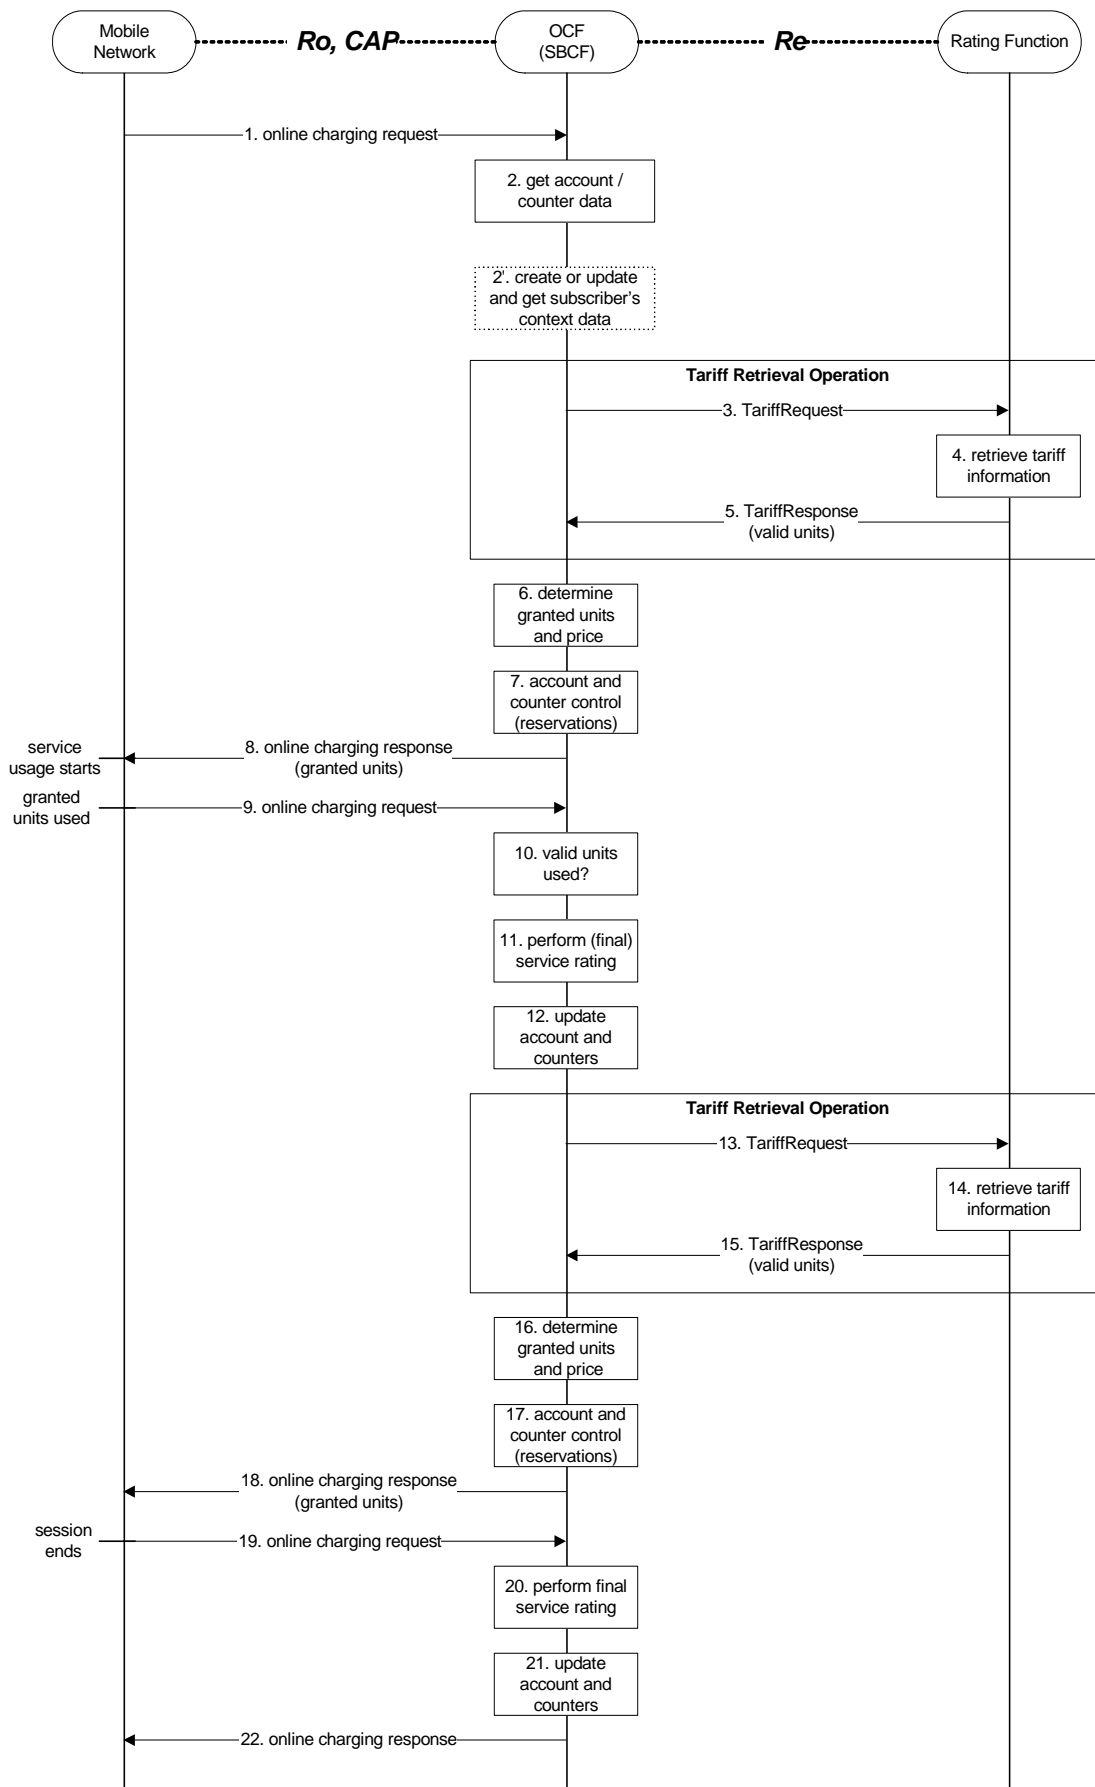 Mobile
Network
Ro, CAP
OCF
(SBCF)
Re
Rating Function
1. online charging request
2. get account /
counter data
2'. create or update
and get subscriber's
context data
Tariff Retrieval Operation
3. TariffRequest
4. retrieve tariff
information
5. TariffResponse
(valid units)
6. determine
granted units
and price
7. account and
counter control
(reservations)
service
usage starts
8. online charging response
(granted units)
granted
units used
9. online charging request
10. valid units
used?
11. perform (final)
service rating
12. update
account and
counters
Tariff Retrieval Operation
13. TariffRequest
14. retrieve tariff
information
15. TariffResponse
(valid units)
16. determine
granted units
and price
17. account and
counter control
(reservations)
18. online charging response
(granted units)
session
ends
19. online charging request
20. perform final
service rating
21. update
account and
counters
22. online charging response